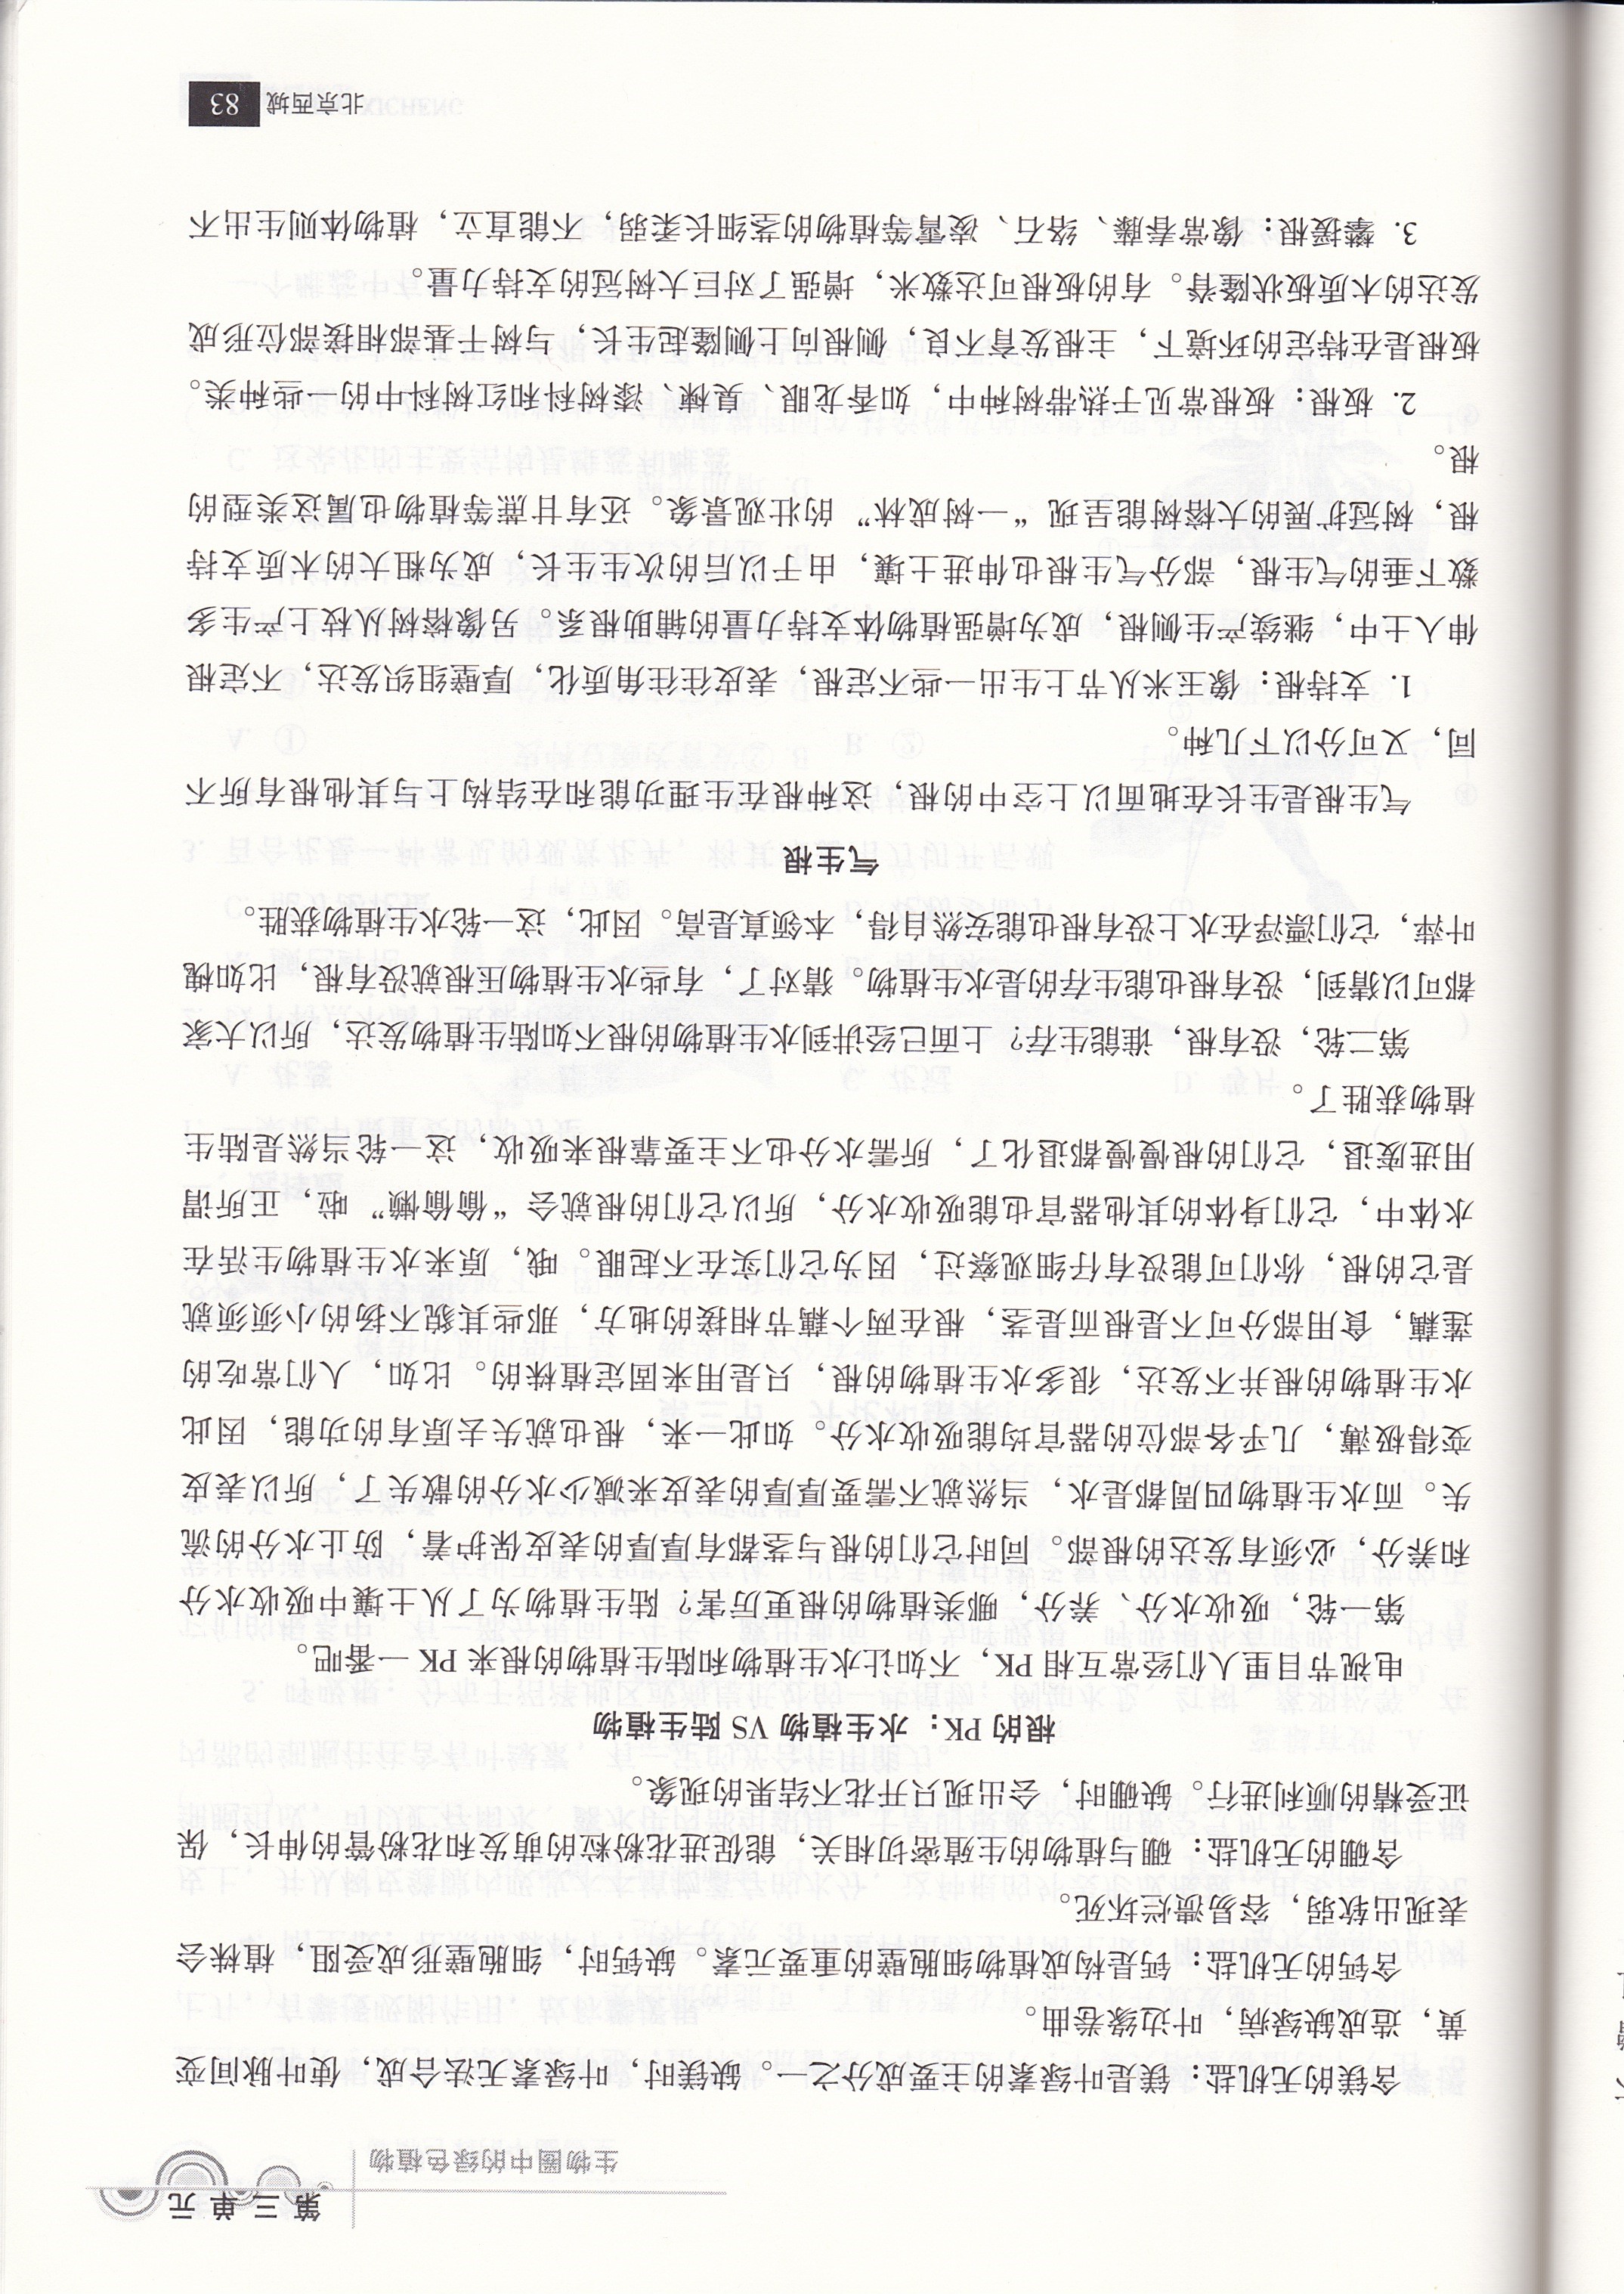 第三单元
生物圈中的绿色植物
含镁的无机盐：镁是叶绿素的主要成分之一。缺镁时，叶绿素无法合成，使叶脉间变
黄，造成缺绿病，叶边缘卷曲。
含钙的无机盐：钙是构成植物细胞壁的重要元素。缺钙时，细胞壁形成受阻，植株会
表现出软弱，容易溃烂坏死。
含硼的无机盐：硼与植物的生殖密切相关，能促进花粉粒的萌发和花粉管的伸长，保
证受精的顺利进行。缺硼时，会出现只开花不结果的现象。
根的 PK：水生植物 VS 陆生植物
电视节目里人们经常互相 PK，不如让水生植物和陆生植物的根来 PK 一番吧。
第一轮，吸收水分、养分，哪类植物的根更厉害？陆生植物为了从土壤中吸收水分
和养分，必须有发达的根部。同时它们的根与茎都有厚厚的表皮保护着，防止水分的流
失。而水生植物四周都是水，当然就不需要厚厚的表皮来减少水分的散失了，所以表皮
变得极薄，几乎各部位的器官均能吸收水分。如此一来，根也就失去原有的功能，因此
水生植物的根并不发达，很多水生植物的根，只是用来固定植株的。比如，人们常吃的
莲藕，食用部分可不是根而是茎，根在两个藕节相接的地方，那些其貌不扬的小须须就
是它的根，你们可能没有仔细观察过，因为它们实在不起眼。哦，原来水生植物生活在
水体中，它们身体的其他器官也能吸收水分，所以它们的根就会“偷偷懒”啦，正所谓
用进废退，它们的根慢慢都退化了，所需水分也不主要靠根来吸收，这一轮当然是陆生
植物获胜了。
第二轮，没有根，谁能生存？上面已经讲到水生植物的根不如陆生植物发达，所以大家
都可以猜到，没有根也能生存的是水生植物。猜对了，有些水生植物压根就没有根，比如槐
叶萍，它们漂浮在水上没有根也能安然自得，本领真是高。因此，这一轮水生植物获胜。
气生根
气生根是生长在地面以上空中的根，这种根在生理功能和在结构上与其他根有所不
同，又可分以下几种。
1. 支持根：像玉米从节上生出一些不定根，表皮往往角质化，厚壁组织发达，不定根
伸入土中，继续产生侧根，成为增强植物体支持力量的辅助根系。另像榕树从枝上产生多
数下垂的气生根，部分气生根也伸进土壤，由于以后的次生生长，成为粗大的木质支持
根，树冠扩展的大榕树能呈现“一树成林”的壮观景象。还有甘蔗等植物也属这类型的
根。
2. 板根：板根常见于热带树种中，如香龙眼、臭楝、漆树科和红树科中的一些种类。
板根是在特定的环境下，主根发育不良，侧根向上侧隆起生长，与树干基部相接部位形成
发达的木质板状隆脊。有的板根可达数米，增强了对巨大树冠的支持力量。
3. 攀援根：像常春藤、络石、凌霄等植物的茎细长柔弱，不能直立，植物体则生出不
北京西城 83